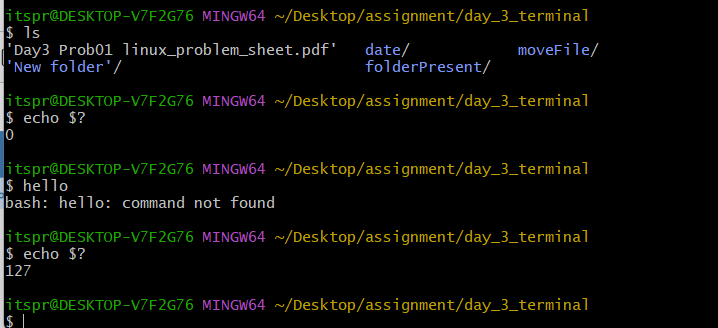 itspr@DESKTOP-V7F2G76 MINGW64 ~/Desktop/assignment/day_3_terminal
$ ls
'Day3 Prob01 linux_problem_sheet.pdf' date/ moveFile/
'New folder'/ folderPresent/
itspr@DESKTOP-V7F2G76 MINGW64 ~/Desktop/assignment/day_3_terminal
$ echo $?
0
itspr@DESKTOP-V7F2G76 MINGW64 ~/Desktop/assignment/day_3_terminal
$ hello
bash: hello: command not found
itspr@DESKTOP-V7F2G76 MINGW64 ~/Desktop/assignment/day_3_terminal
$ echo $?
127
itspr@DESKTOP-V7F2G76 MINGW64 ~/Desktop/assignment/day_3_terminal
$